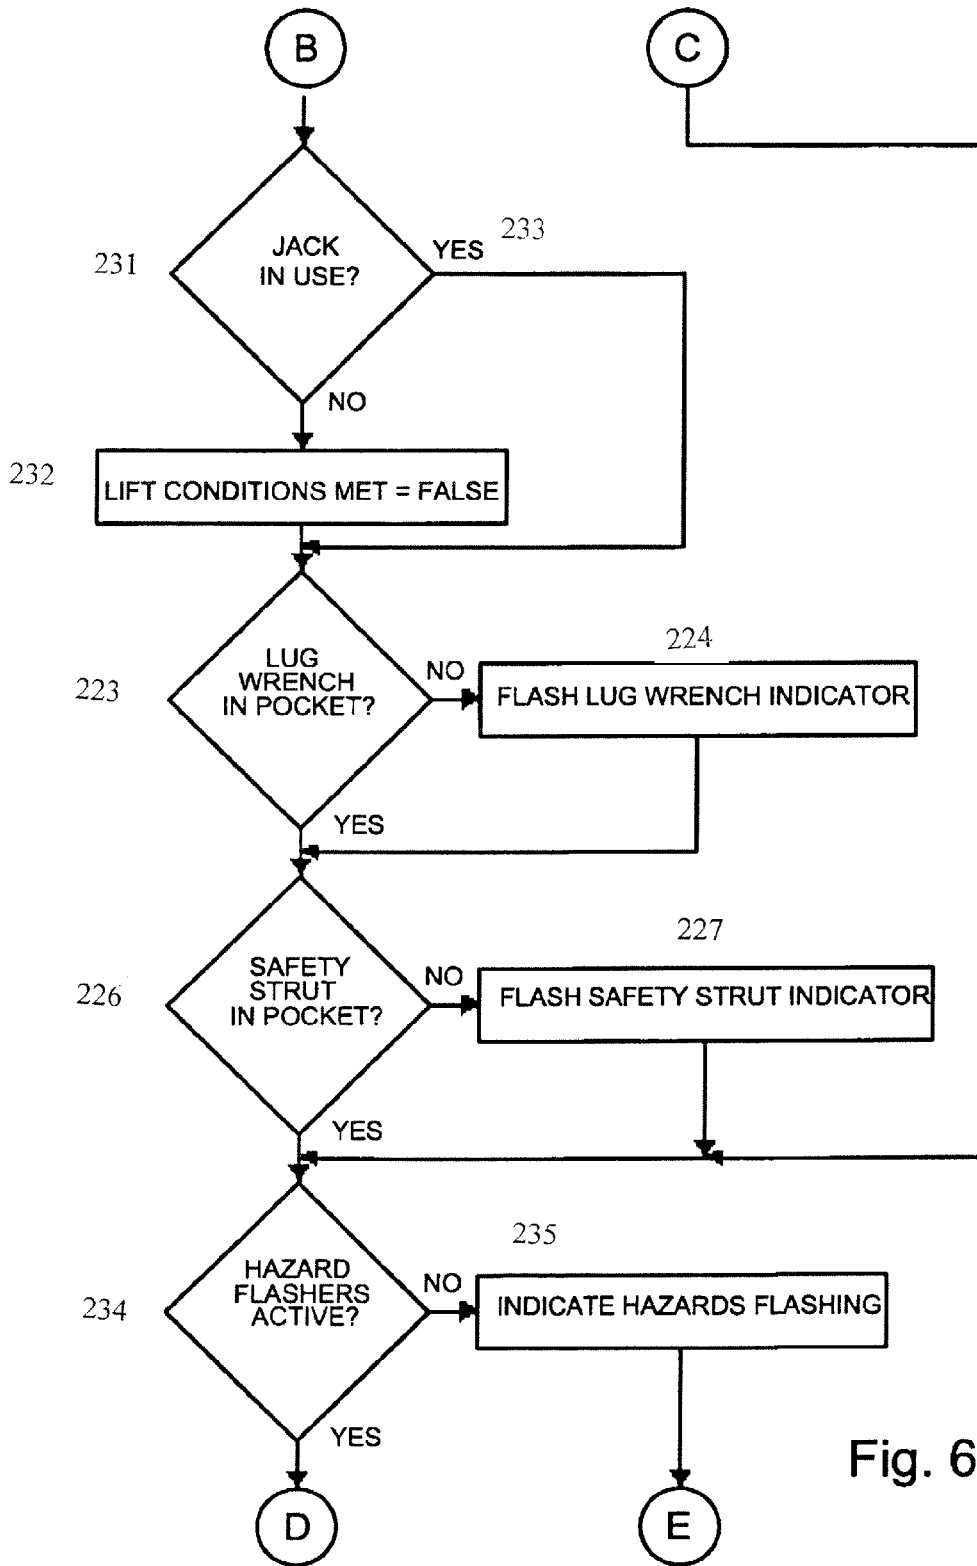 B
C
JACK
IN USE?
231
YES
233
NO
232
LIFT CONDITIONS MET = FALSE
LUG
WRENCH
IN POCKET?
223
NO
224
FLASH LUG WRENCH INDICATOR
YES
SAFETY
STRUT
IN POCKET?
226
NO
227
FLASH SAFETY STRUT INDICATOR
YES
HAZARD
FLASHERS
ACTIVE?
234
NO
235
INDICATE HAZARDS FLASHING
YES
Fig. 6
D
E